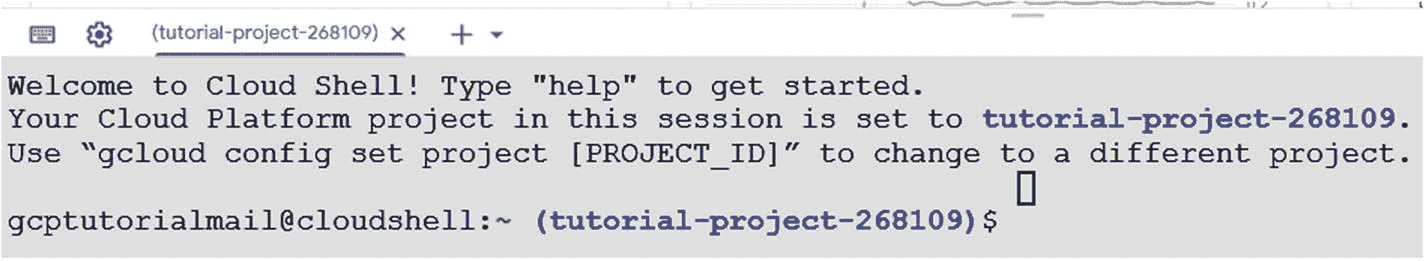 (tutorial-project-268109)
Welcome to Cloud Shell! Type "help" to get started.
Your Cloud Platform project in this session is set to tutorial-project-268109.
Use “gcloud config set project [PROJECT_ID]” to change to a different project.
gcptutorialmail@cloudshell:~ (tutorial-project-268109)$